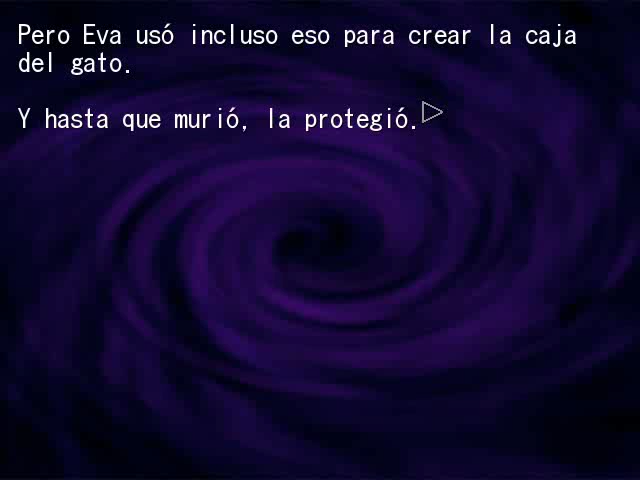 Pero Eva usó incluso eso para crear la caja
del gato.
Y hasta que murió, la protegió.